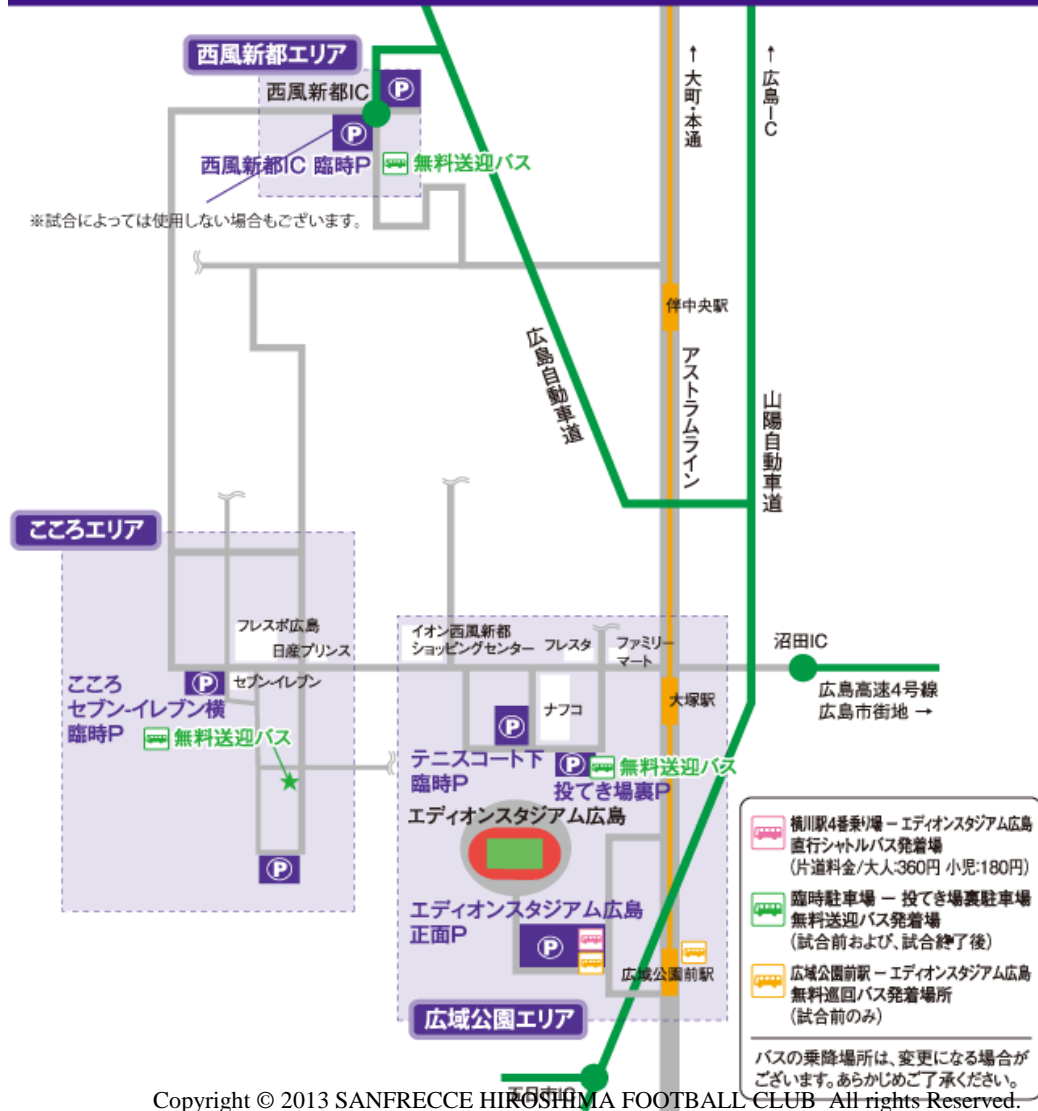 西風新都エリア
西風新都IC
P
P
西風新都IC 臨時P
無料送迎バス
※試合によっては使用しない場合もございます。
↑大町・本通
↑広島IC
伴中央駅
アストラムライン
広島自動車道
山陽自動車道
こころエリア
フレスポ広島
日産プリンス
P
セブン-イレブン
こころ
セブン-イレブン横
臨時P
無料送迎バス
P
イオン西風新都
ショッピングセンター
フレスタ
ファミリー
マート
沼田IC
広島高速4号線
広島市街地 →
大塚駅
ナフコ
P
テニスコート下
臨時P
P
無料送迎バス
投てき場裏P
エディオンスタジアム広島
エディオンスタジアム広島
正面P
P
広域公園前駅
広域公園エリア
五日市IC
横川駅4番乗り場 − エディオンスタジアム広島
直行シャトルバス発着場
(片道料金/大人:360円 小児:180円)
臨時駐車場 − 投てき場裏駐車場
無料送迎バス発着場
(試合前および、試合終了後)
広域公園前駅 − エディオンスタジアム広島
無料巡回バス発着場所
(試合前のみ)
バスの乗降場所は、変更になる場合が
ございます。あらかじめご了承ください。
Copyright © 2013 SANFRECCE HIROSHIMA FOOTBALL CLUB All rights Reserved.